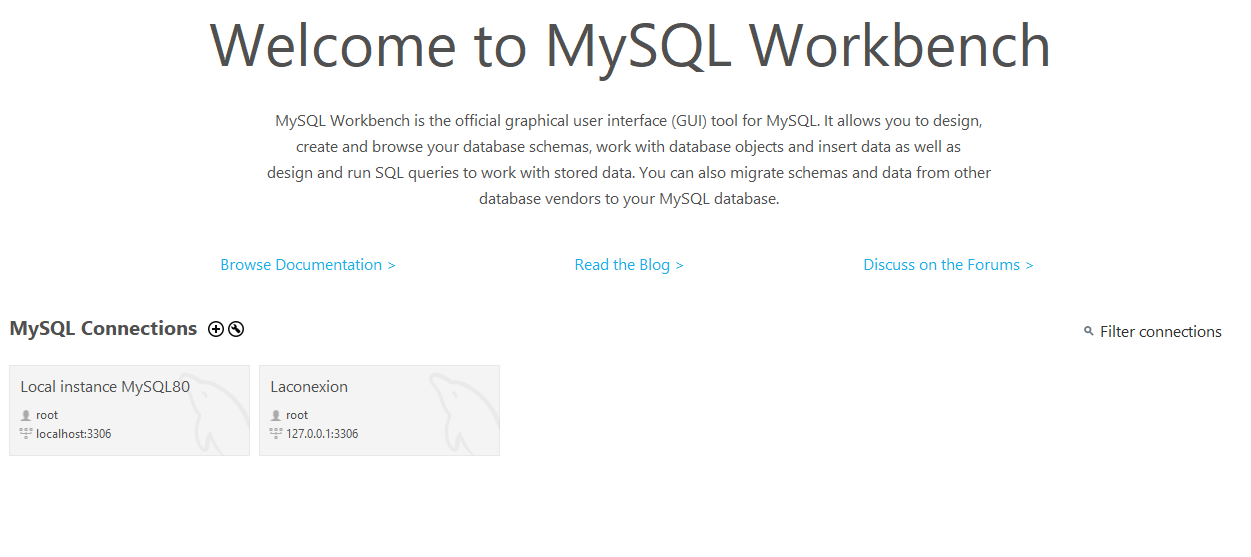 Welcome to MySQL Workbench
MySQL Workbench is the official graphical user interface (GUI) tool for MySQL. It allows you to design,
create and browse your database schemas, work with database objects and insert data as well as
design and run SQL queries to work with stored data. You can also migrate schemas and data from other
database vendors to your MySQL database.
Browse Documentation > Read the Blog > Discuss on the Forums >
MySQL Connections Filter connections
Local instance MySQL80
root
localhost:3306
Laconexion
root
127.0.0.1:3306